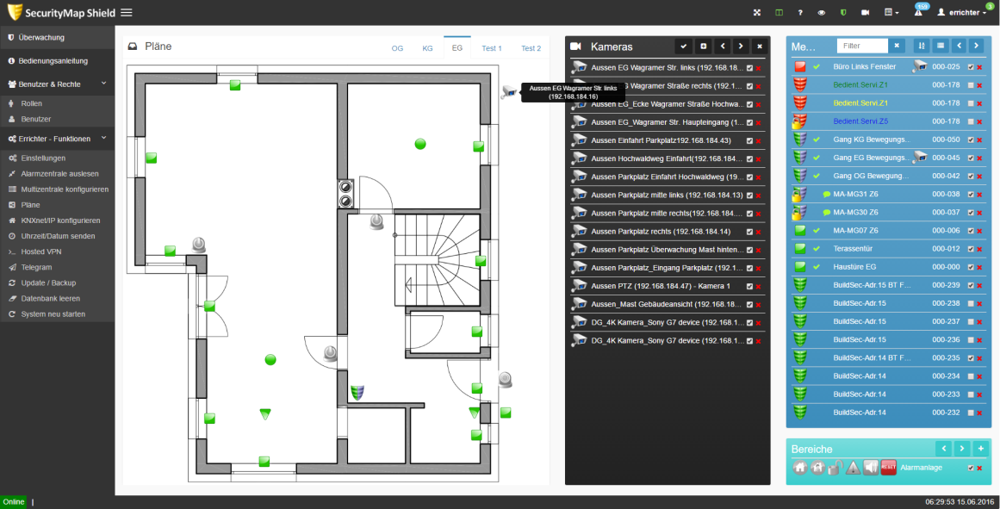 SecurityMap Shield
?
159
errichter
3
Überwachung
Bedienungsanleitung
Benutzer & Rechte
Rollen
Benutzer
Errichter - Funktionen
Einstellungen
Alarmzentrale auslesen
Multizentrale konfigurieren
Pläne
KNXnet/IP konfigurieren
Uhrzeit/Datum senden
Hosted VPN
Telegram
Update / Backup
Datenbank leeren
System neu starten
Pläne
OG KG EG Test 1 Test 2
Aussen EG Wagramer Str. links
(192.168.184.16)
Kameras
Aussen EG Wagramer Str. links (192.168.18...
EG Wagramer Straße rechts (192.1...
Aussen EG_Ecke Wagramer Straße Hochwa...
Aussen EG_Wagramer Str. Haupteingang (1...
Aussen Einfahrt Parkplatz192.168.184.43)
Aussen Hochwaldweg Einfahrt(192.168.184...
Aussen Parkplatz Einfahrt Hochwaldweg (19...
Aussen Parkplatz mitte links (192.168.184.13)
Aussen Parkplatz mitte rechts(192.168.184....
Aussen Parkplatz rechts (192.168.184.14)
Aussen Parkplatz Überwachung Mast hinten...
Aussen Parkplatz_Eingang Parkplatz (192.1...
Aussen PTZ (192.168.184.47) - Kamera 1
Aussen_Mast Gebäudeansicht (192.168.18...
DG_4K Kamera_Sony G7 device (192.168.1...
DG_4K Kamera_Sony G7 device (192.168.1...
Me... Filter
Büro Links Fenster 000-025
Bedient.Servi.Z1 000-178
Bedient.Servi.Z1 000-178
Bedient.Servi.Z5 000-178
Gang KG Bewegungs... 000-050
Gang EG Bewegungs... 000-045
Gang OG Bewegung... 000-042
MA-MG31 Z6 000-038
MA-MG30 Z6 000-037
MA-MG07 Z6 000-006
Terassentür 000-012
Haustüre EG 000-000
BuildSec-Adr.15 BT F... 000-239
BuildSec-Adr.15 000-238
BuildSec-Adr.15 000-237
BuildSec-Adr.15 000-236
BuildSec-Adr.14 BT F... 000-235
BuildSec-Adr.14 000-234
BuildSec-Adr.14 000-233
BuildSec-Adr.14 000-232
Bereiche
RESET Alarmanlage
Online | 06:29:53 15.06.2016